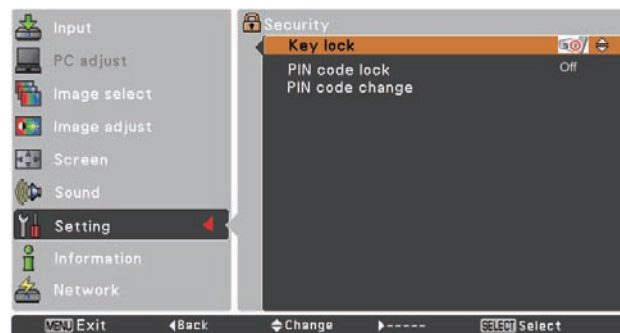 Input
PC adjust
Image select
Image adjust
Screen
Sound
Setting
Information
Network
Security
Key lock
PIN code lock Off
PIN code change
MENU Exit Back Change ----- SELECT Select